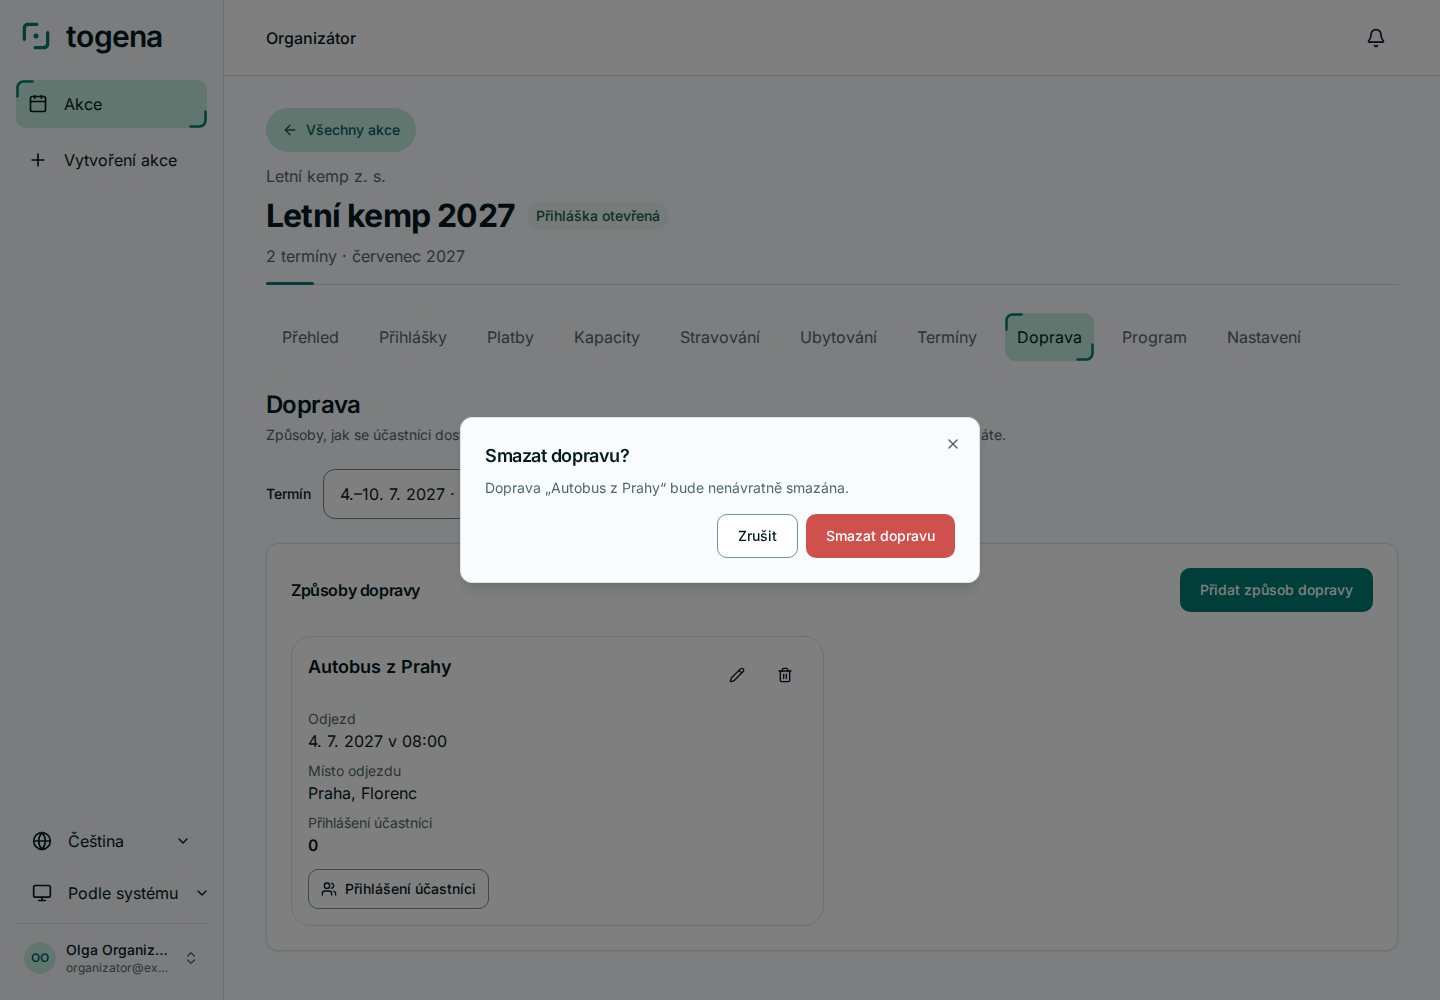 togena
Organizátor
Akce
Vytvoření akce
Všechny akce
Letní kemp z. s.
Letní kemp 2027
Přihláška otevřená
2 termíny · červenec 2027
Přehled
Přihlášky
Platby
Kapacity
Stravování
Ubytování
Termíny
Doprava
Program
Nastavení
Doprava
Způsoby, jak se účastníci
Termín
4.–10. 7. 2027 ·
Smazat dopravu?
Doprava „Autobus z Prahy“ bude nenávratně smazána.
Zrušit
Smazat dopravu
Způsoby dopravy
Přidat způsob dopravy
Autobus z Prahy
Odjezd
4. 7. 2027 v 08:00
Místo odjezdu
Praha, Florenc
Přihlášení účastníci
0
Přihlášení účastníci
Čeština
Podle systému
OO
Olga Organiz...
organizator@ex...